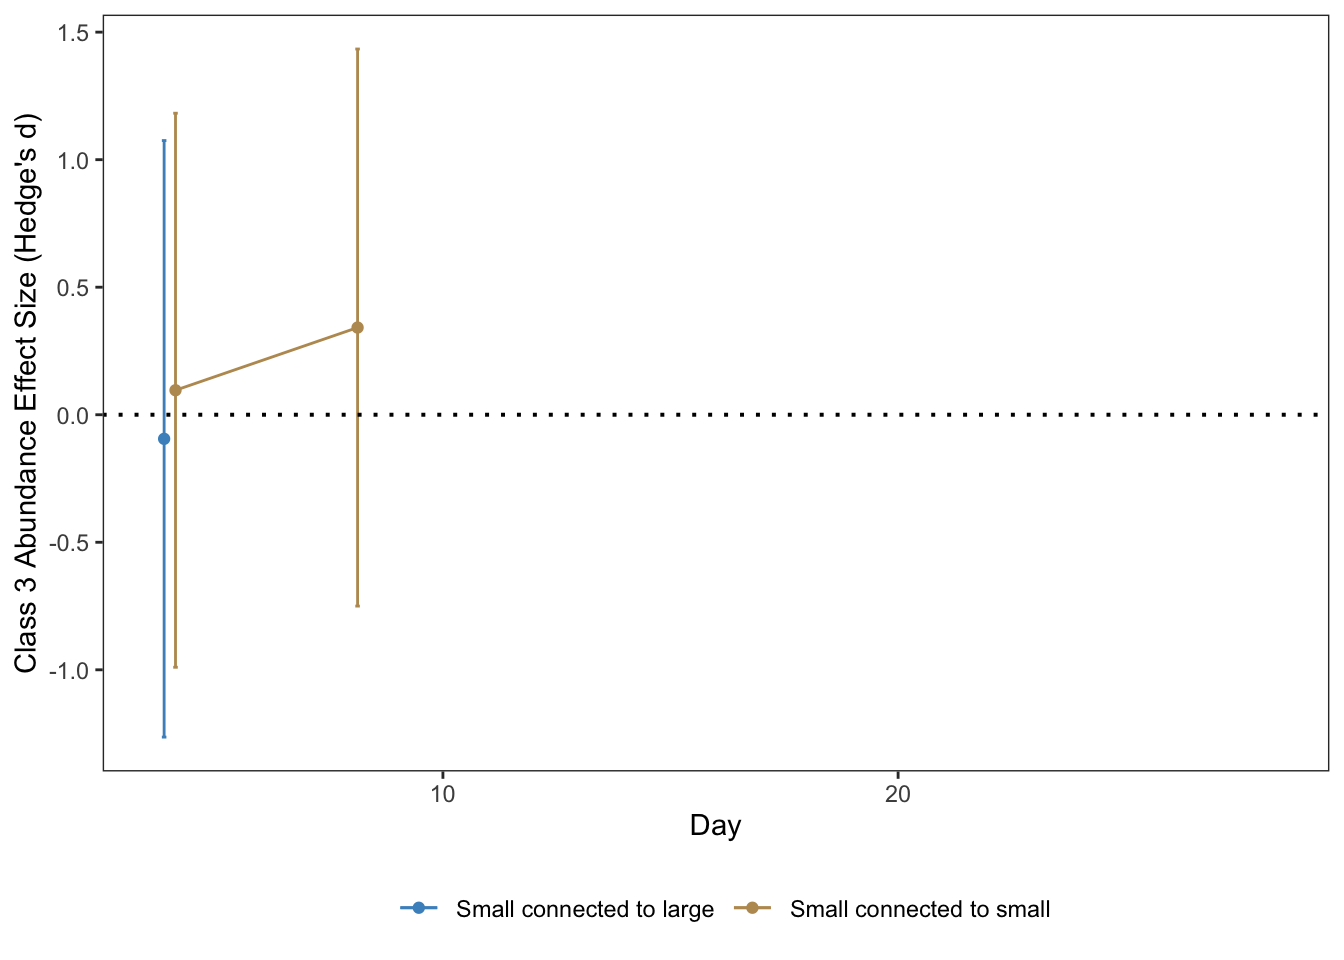 Class 3 Abundance Effect Size (Hedge's d)
1.5
1.0
0.5
0.0
-0.5
-1.0
10 20
Day
Small connected to large Small connected to small